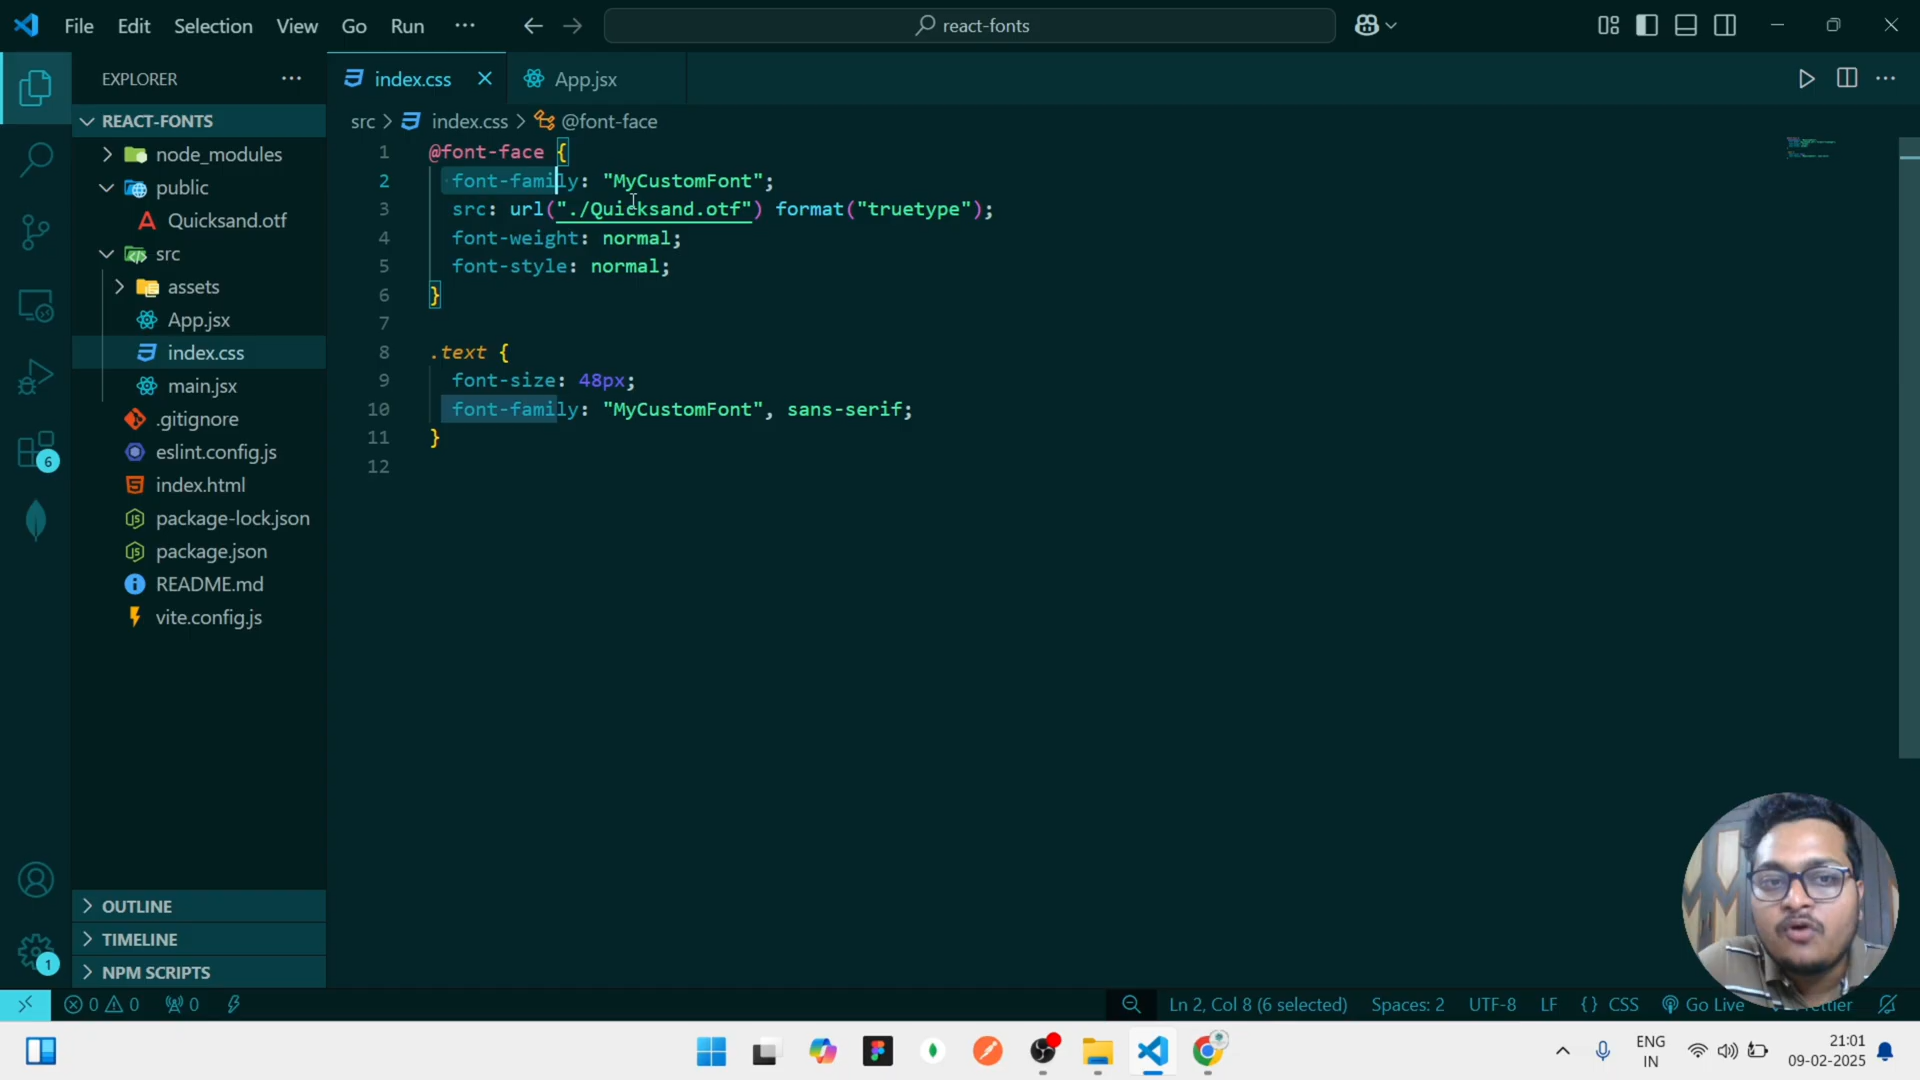 File Edit Selection View Go Run ··· react-fonts
EXPLORER ···
index.css
App.jsx
src > index.css > @font-face
REACT-FONTS
node_modules
public
Quicksand.otf
src
assets
App.jsx
index.css
main.jsx
.gitignore
eslint.config.js
index.html
package-lock.json
package.json
README.md
vite.config.js
OUTLINE
TIMELINE
NPM SCRIPTS
6
1
1 @font-face {
2 font-family: "MyCustomFont";
3 src: url("./Quicksand.otf") format("truetype");
4 font-weight: normal;
5 font-style: normal;
6 }
7
8 .text {
9 font-size: 48px;
10 font-family: "MyCustomFont", sans-serif;
11 }
12
0 0 0 Ln 2, Col 8 (6 selected) Spaces: 2 UTF-8 LF {} CSS Go Live
ENG
IN
21:01
09-02-2025